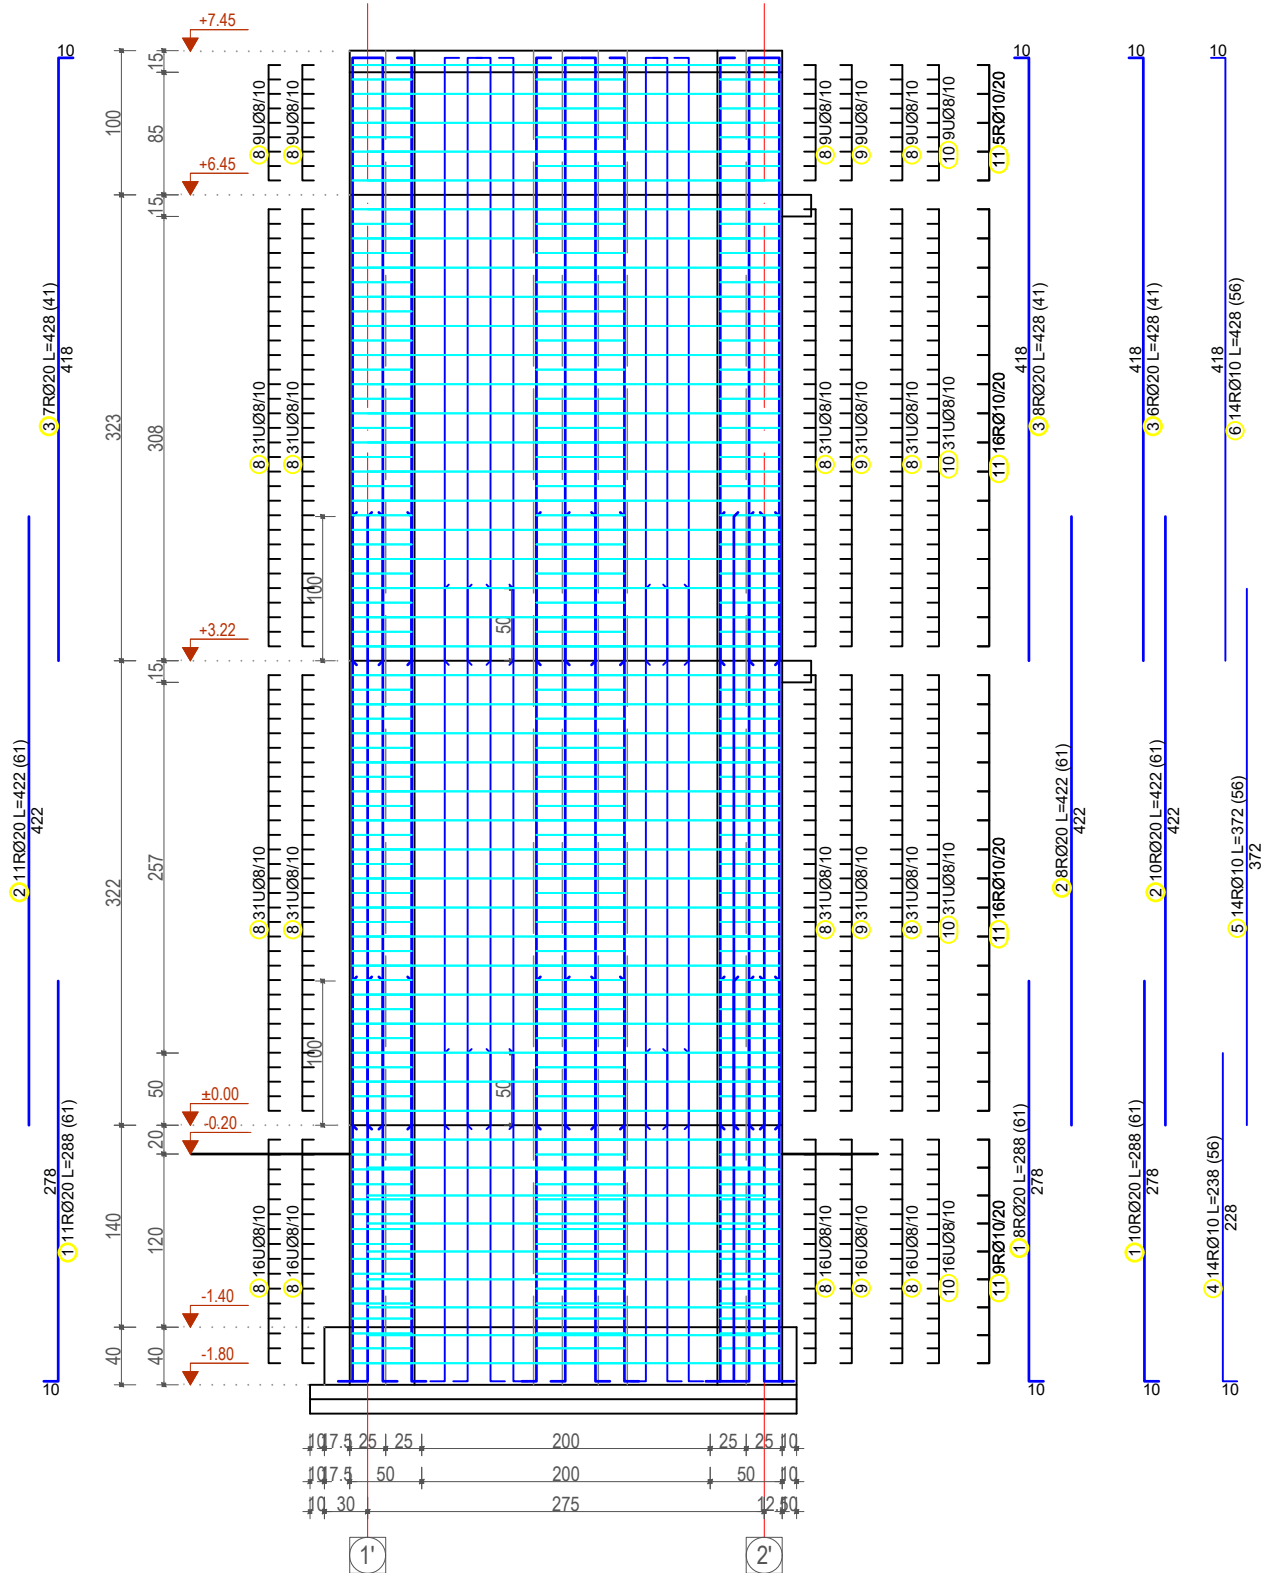 +7.45
10
10
10
10
15
100
85
8 9UØ8/10
8 9UØ8/10
8 9UØ8/10
9 9UØ8/10
8 9UØ8/10
10 9UØ8/10
11 5RØ10/20
+6.45
15
3 7RØ20 L=428 (41)
418
323
308
8 31UØ8/10
8 31UØ8/10
8 31UØ8/10
9 31UØ8/10
8 31UØ8/10
10 31UØ8/10
11 16RØ10/20
418
3 8RØ20 L=428 (41)
418
3 6RØ20 L=428 (41)
418
6 14RØ10 L=428 (56)
100
50
+3.22
15
2 11RØ20 L=422 (61)
422
322
257
8 31UØ8/10
8 31UØ8/10
8 31UØ8/10
9 31UØ8/10
8 31UØ8/10
10 31UØ8/10
11 16RØ10/20
2 8RØ20 L=422 (61)
422
2 10RØ20 L=422 (61)
422
5 14RØ10 L=372 (56)
372
100
50
50
±0.00
-0.20
20
278
1 11RØ20 L=288 (61)
140
120
8 16UØ8/10
8 16UØ8/10
8 16UØ8/10
9 16UØ8/10
8 16UØ8/10
10 16UØ8/10
11 9RØ10/20
1 8RØ20 L=288 (61)
278
1 10RØ20 L=288 (61)
278
4 14RØ10 L=238 (56)
228
-1.40
40
40
-1.80
10
10
10
10
10 17.5 25 25 200 25 25 10
10 17.5 50 200 50 10
10 30 275 12.5 10
1'
2'